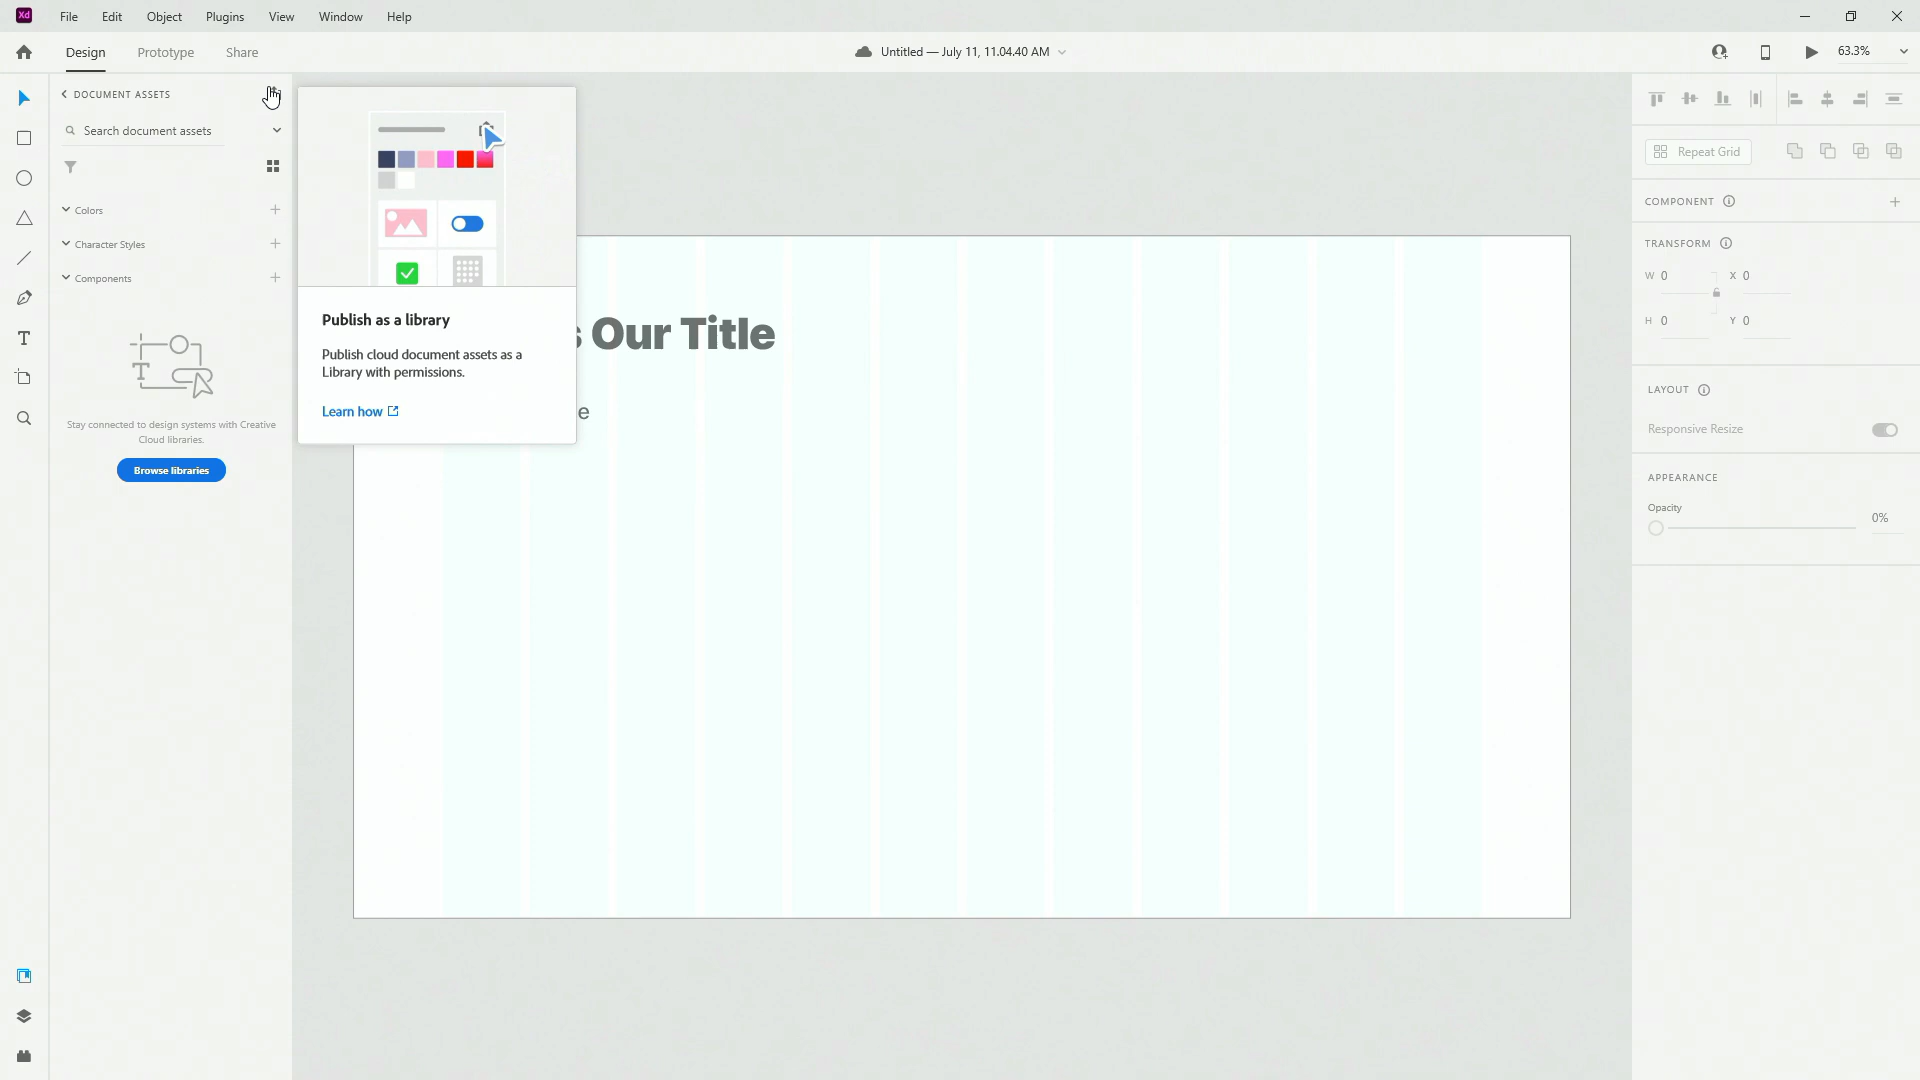 Xd File Edit Object Plugins View Window Help
Design Prototype Share Untitled — July 11, 11.04.40 AM 63.3%
DOCUMENT ASSETS
Search document assets
Colors
Character Styles
Components
Stay connected to design systems with Creative
Cloud libraries.
Browse libraries
Publish as a library
Publish cloud document assets as a
Library with permissions.
Learn how
Our Title
e
T
Repeat Grid
COMPONENT
TRANSFORM
W 0 X 0
H 0 Y 0
LAYOUT
Responsive Resize
APPEARANCE
Opacity
0%